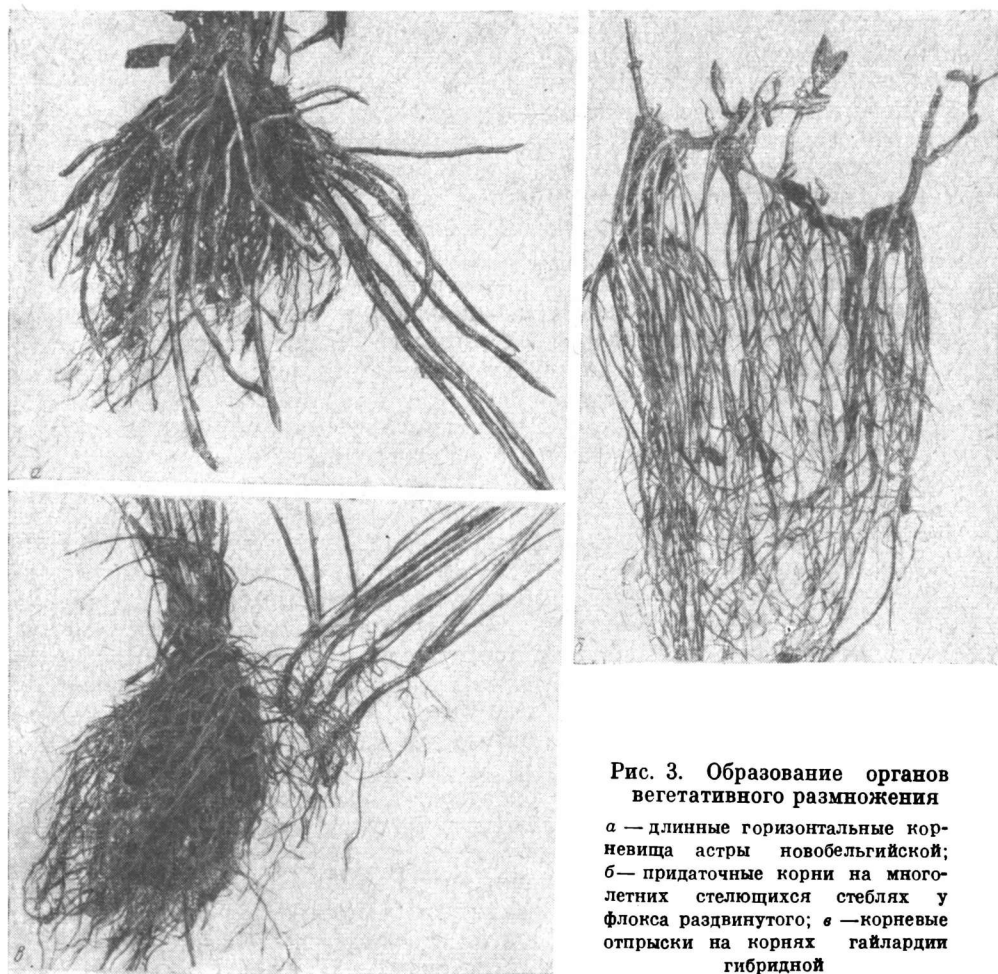 а
б
в
Рис. 3. Образование органов
вегетативного размножения
а — длинные горизонтальные кор-
невища астры новобельгийской;
б— придаточные корни на много-
летних стелющихся стеблях у
флокса раздвинутого; в —корневые
отпрыски на корнях гайлардии
гибридной